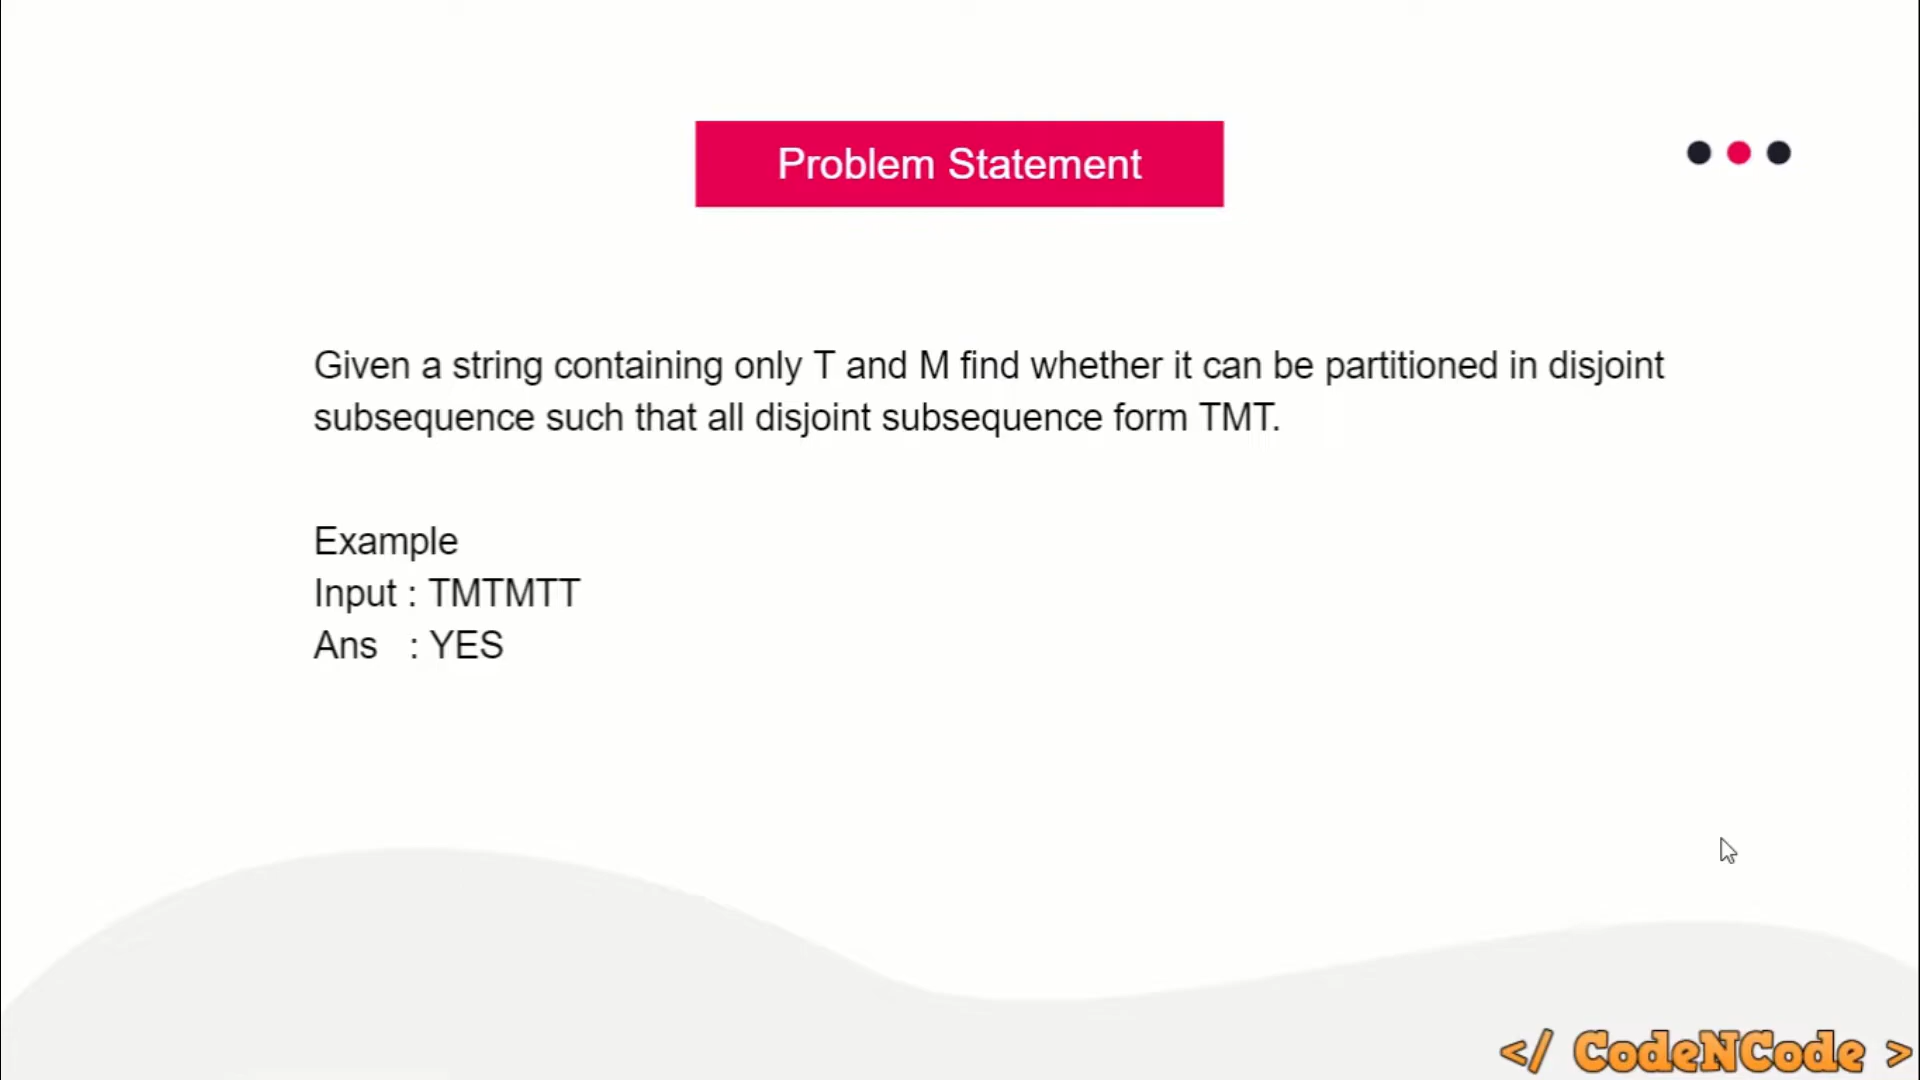 Problem Statement
Given a string containing only T and M find whether it can be partitioned in disjoint
subsequence such that all disjoint subsequence form TMT.
Example
Input : TMTMTT
Ans : YES
</ CodeNCode >